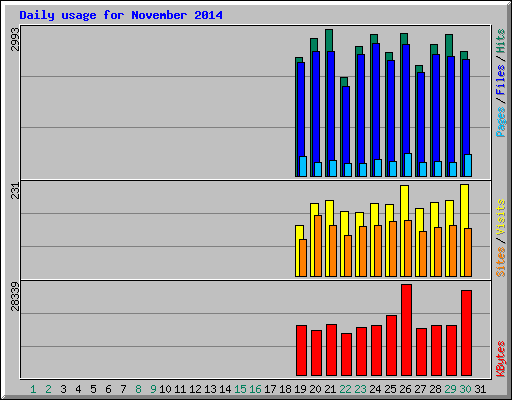 Daily usage for November 2014
2993
Pages / Files / Hits
231
Sites / Visits
28339
KBytes
1 2 3 4 5 6 7 8 9 10 11 12 13 14 15 16 17 18 19 20 21 22 23 24 25 26 27 28 29 30 31